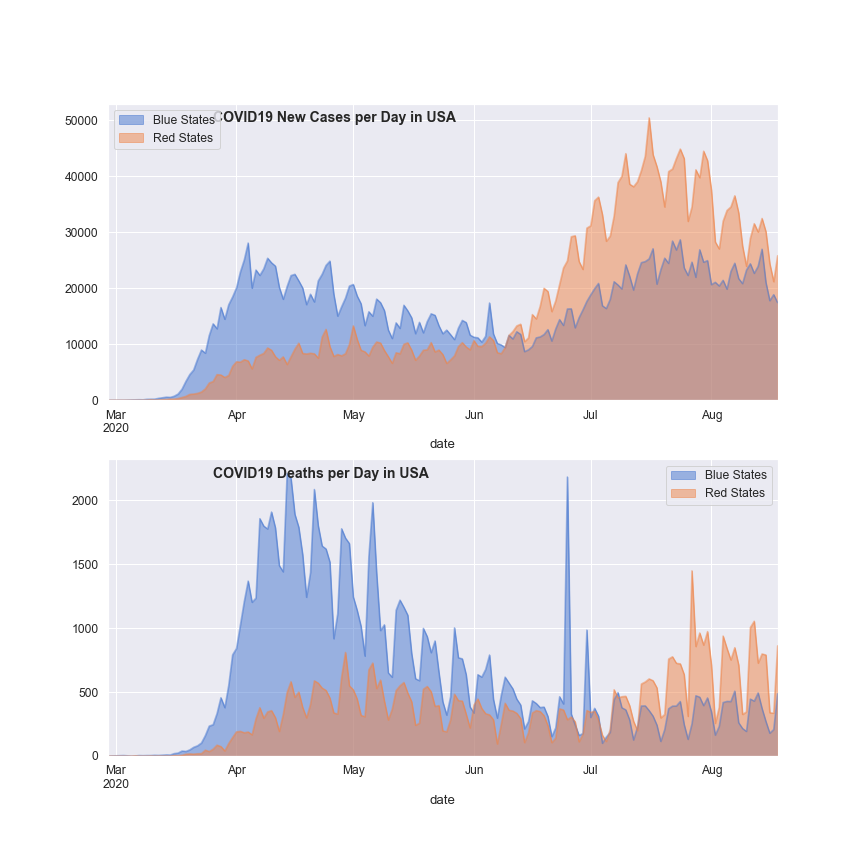 COVID19 New Cases per Day in USA
Blue States
Red States
50000
40000
30000
20000
10000
0
Mar Apr May Jun Jul Aug
2020
date
COVID19 Deaths per Day in USA
Blue States
Red States
2000
1500
1000
500
0
Mar Apr May Jun Jul Aug
2020
date